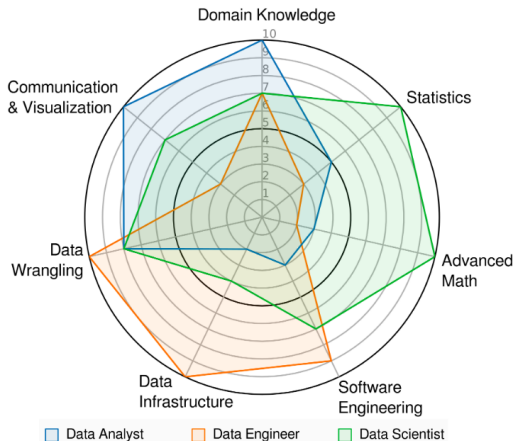 Domain Knowledge
10
9
8
7
6
5
4
3
2
1
Communication
& Visualization
Statistics
Data
Wrangling
Advanced
Math
Data
Infrastructure
Software
Engineering
Data Analyst
Data Engineer
Data Scientist